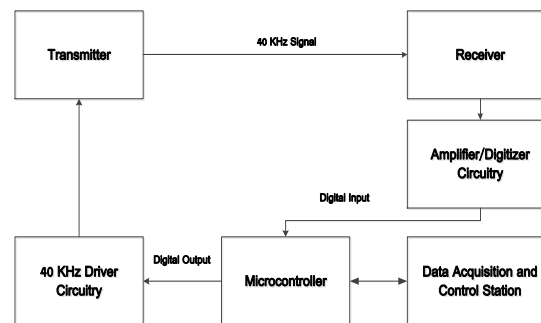 Transmitter
40 KHz Signal
Receiver
Amplifier/Digitizer
Circuitry
Digital Input
40 KHz Driver
Circuitry
Digital Output
Microcontroller
Data Acquisition and
Control Station